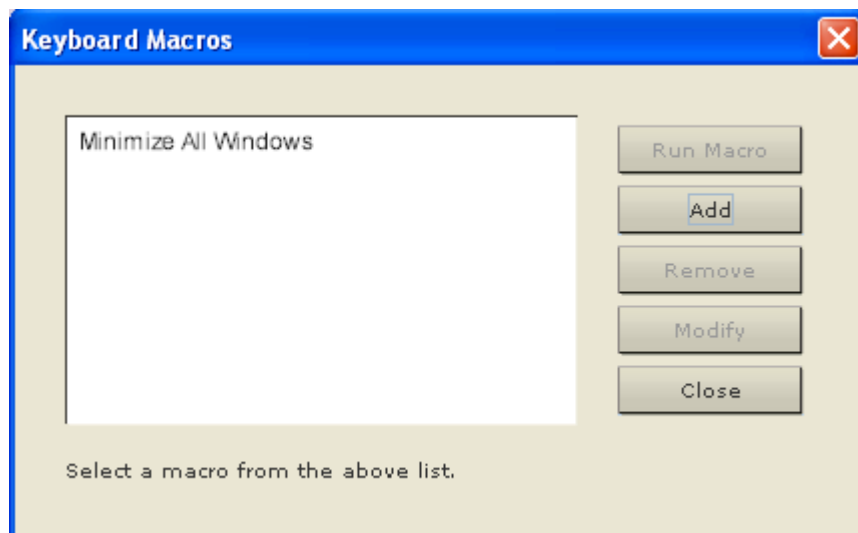 Keyboard Macros
Minimize All Windows
Run Macro
Add
Remove
Modify
Close
Select a macro from the above list.